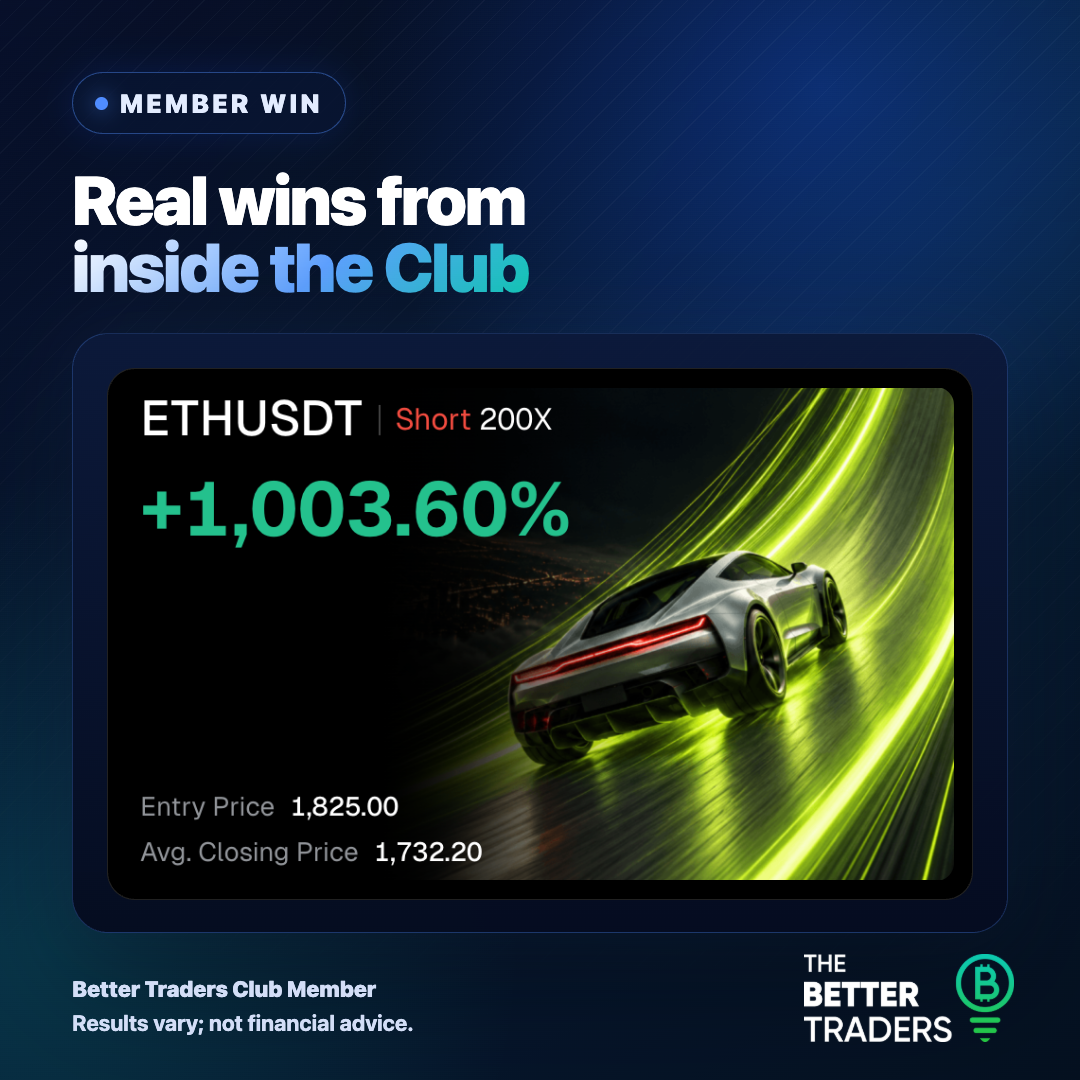 MEMBER WIN
Real wins from
inside the Club
ETHUSDT | Short 200X
+1,003.60%
Entry Price 1,825.00
Avg. Closing Price 1,732.20
Better Traders Club Member
Results vary; not financial advice.
THE
BETTER
TRADERS